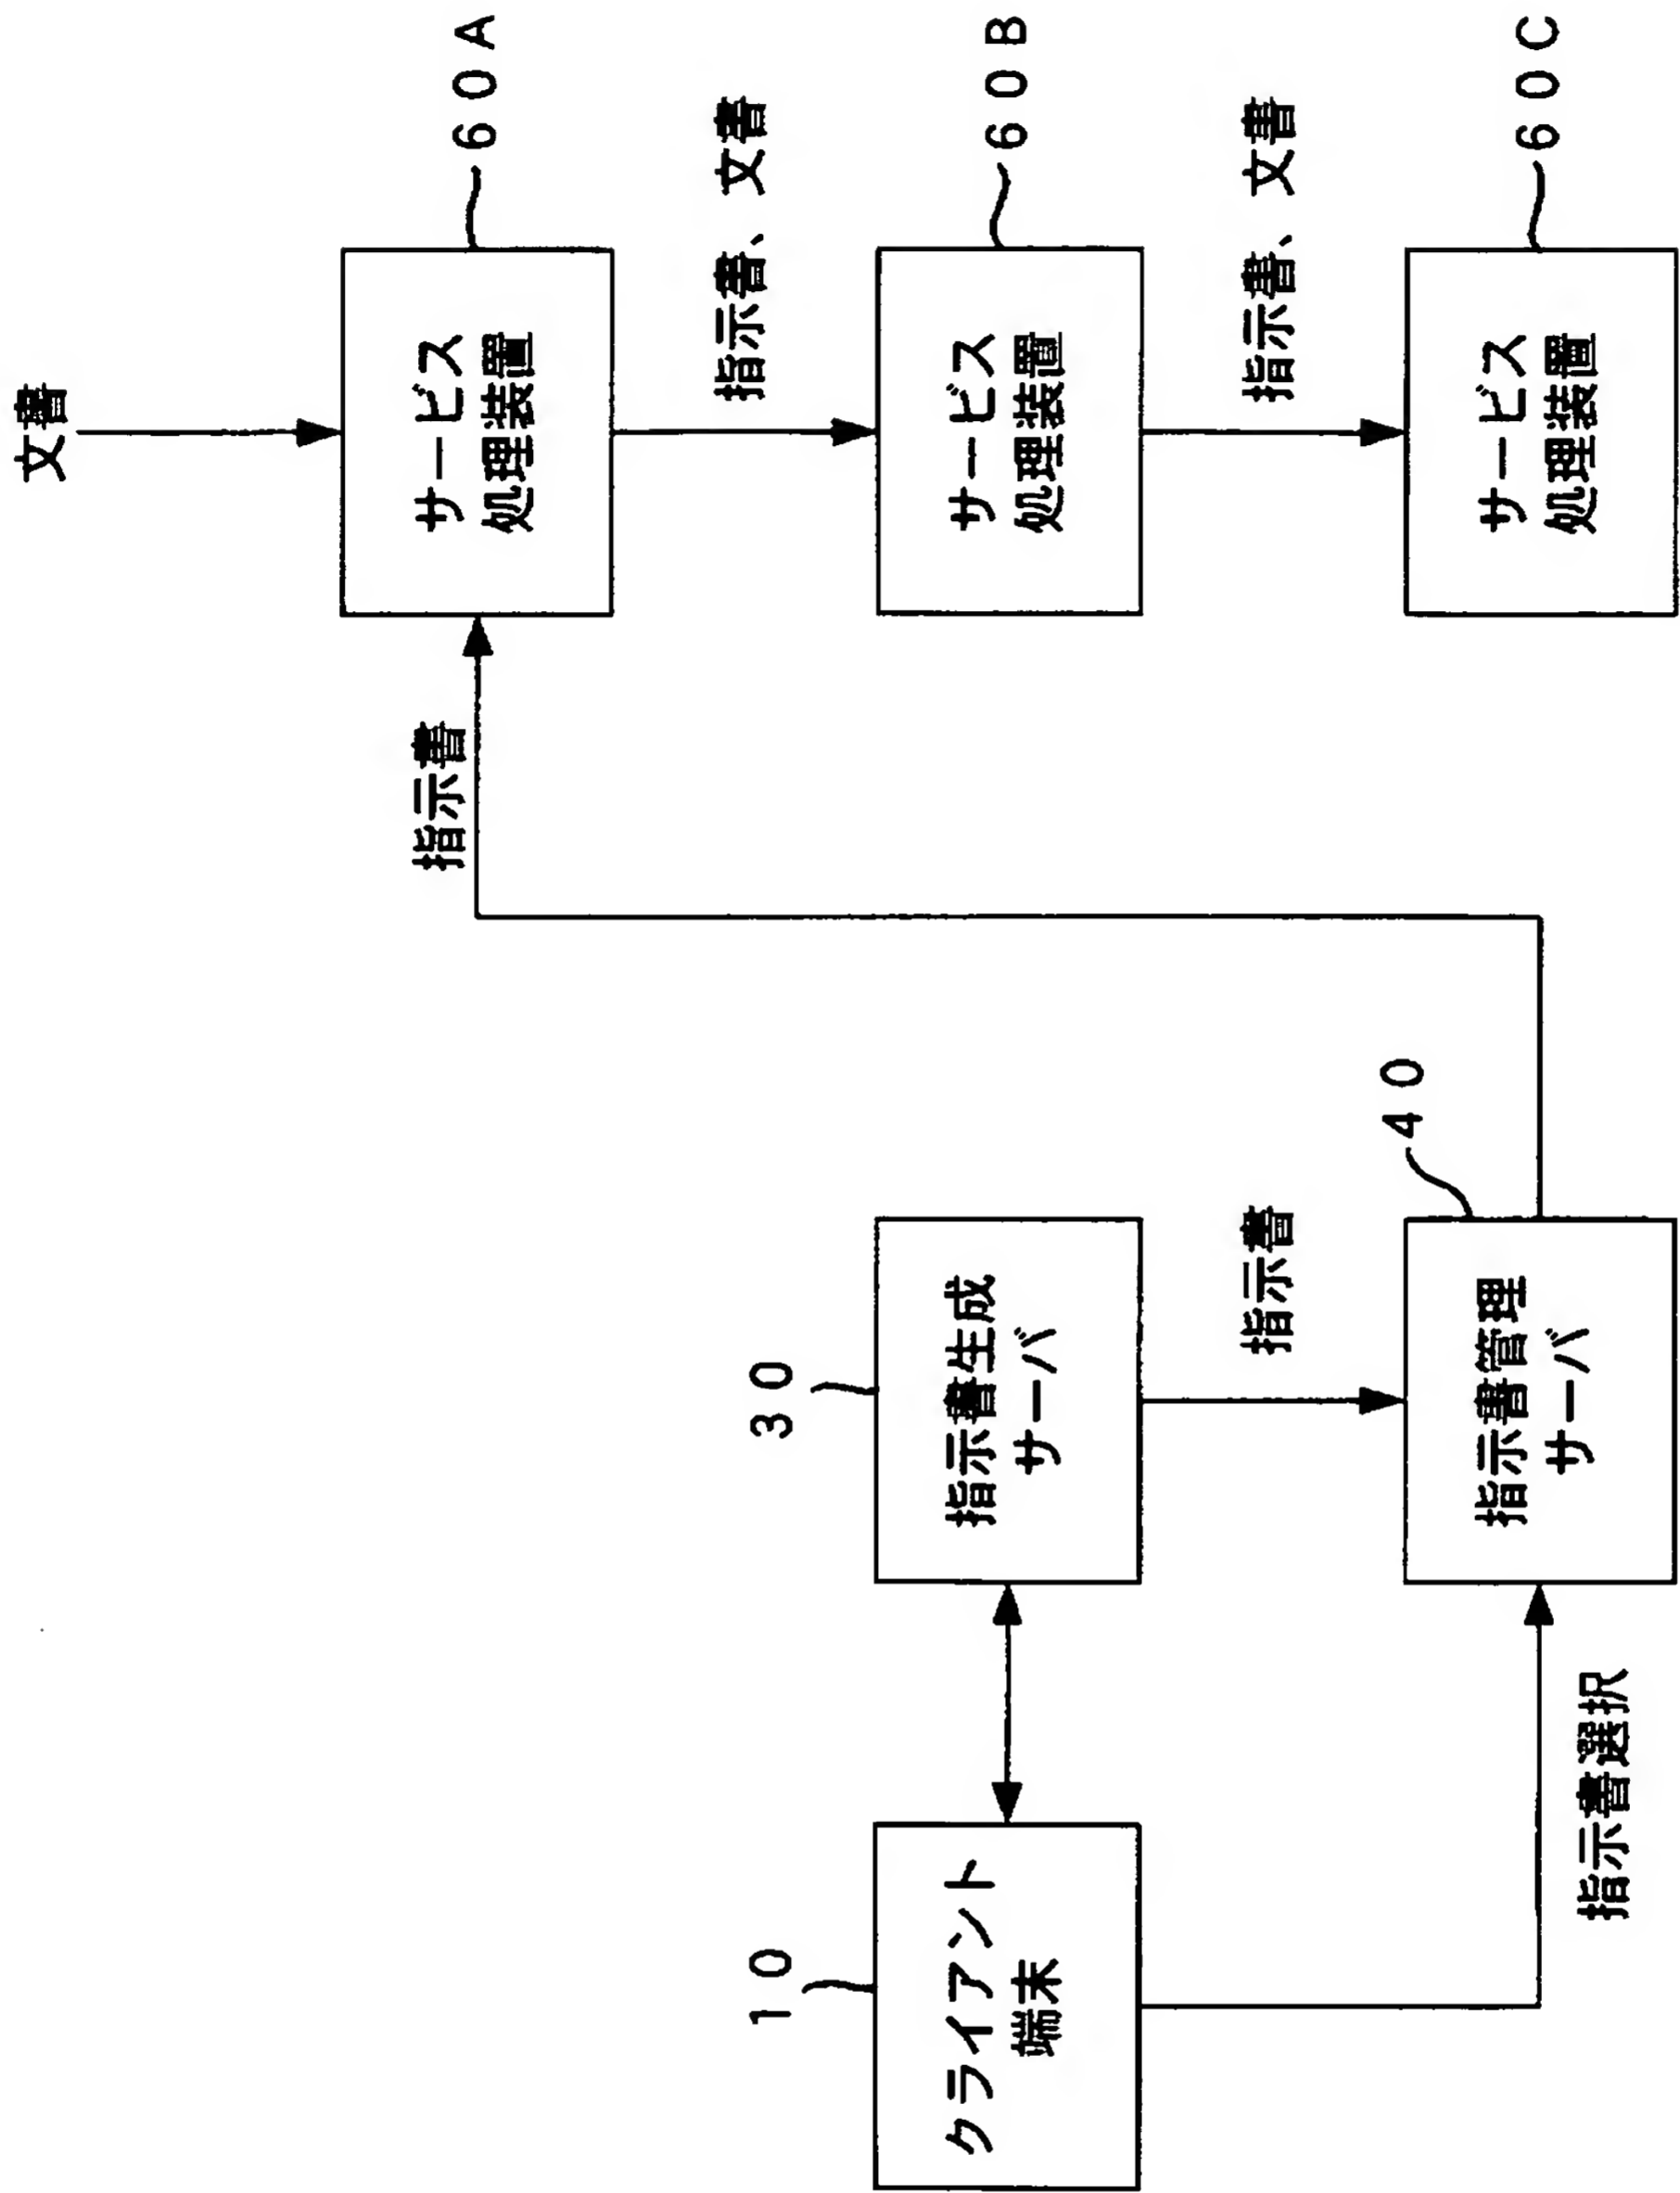 文書
指示書
サービス
処理装置
60A
指示書、文書
10
30
クライアント
端末
指示書生成
サーバ
サービス
処理装置
60B
指示書
指示書、文書
40
指示書管理
サーバ
サービス
処理装置
60C
指示書選択